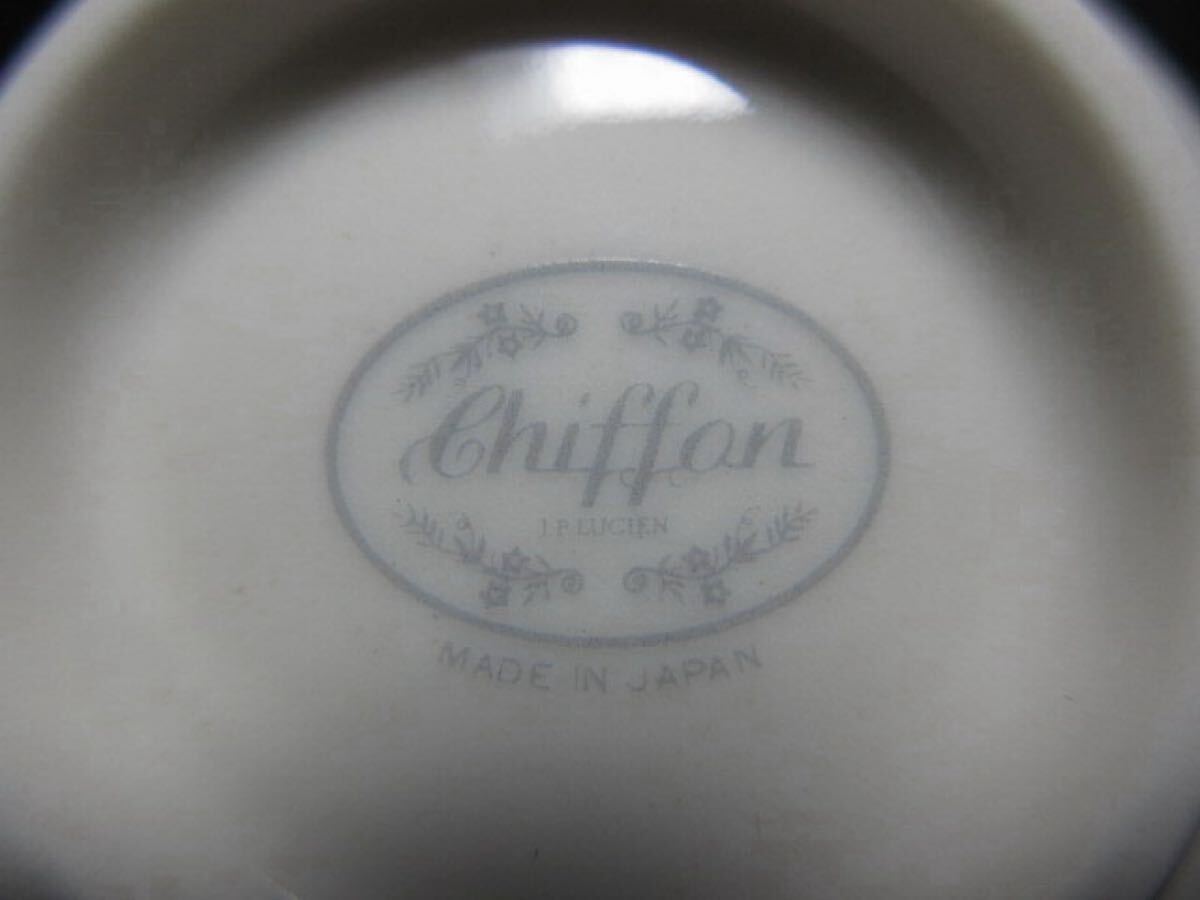 Chiffon
J.P. LUCIEN
MADE IN JAPAN